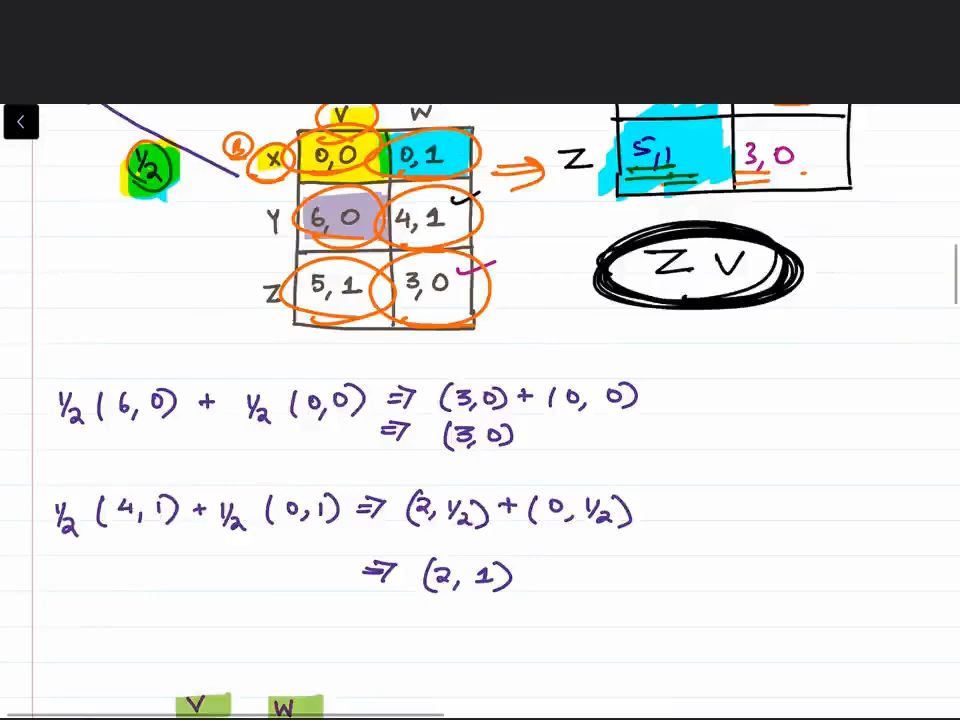 V W
1/2 B X 0,0 0,1 ⇒ Z 5,1 3,0
Y 6,0 4,1
Z V
Z 5,1 3,0
1/2 (6,0) + 1/2 (0,0) ⇒ (3,0) + (0,0)
⇒ (3,0)
1/2 (4,1) + 1/2 (0,1) ⇒ (2,1/2) + (0,1/2)
⇒ (2,1)
V W